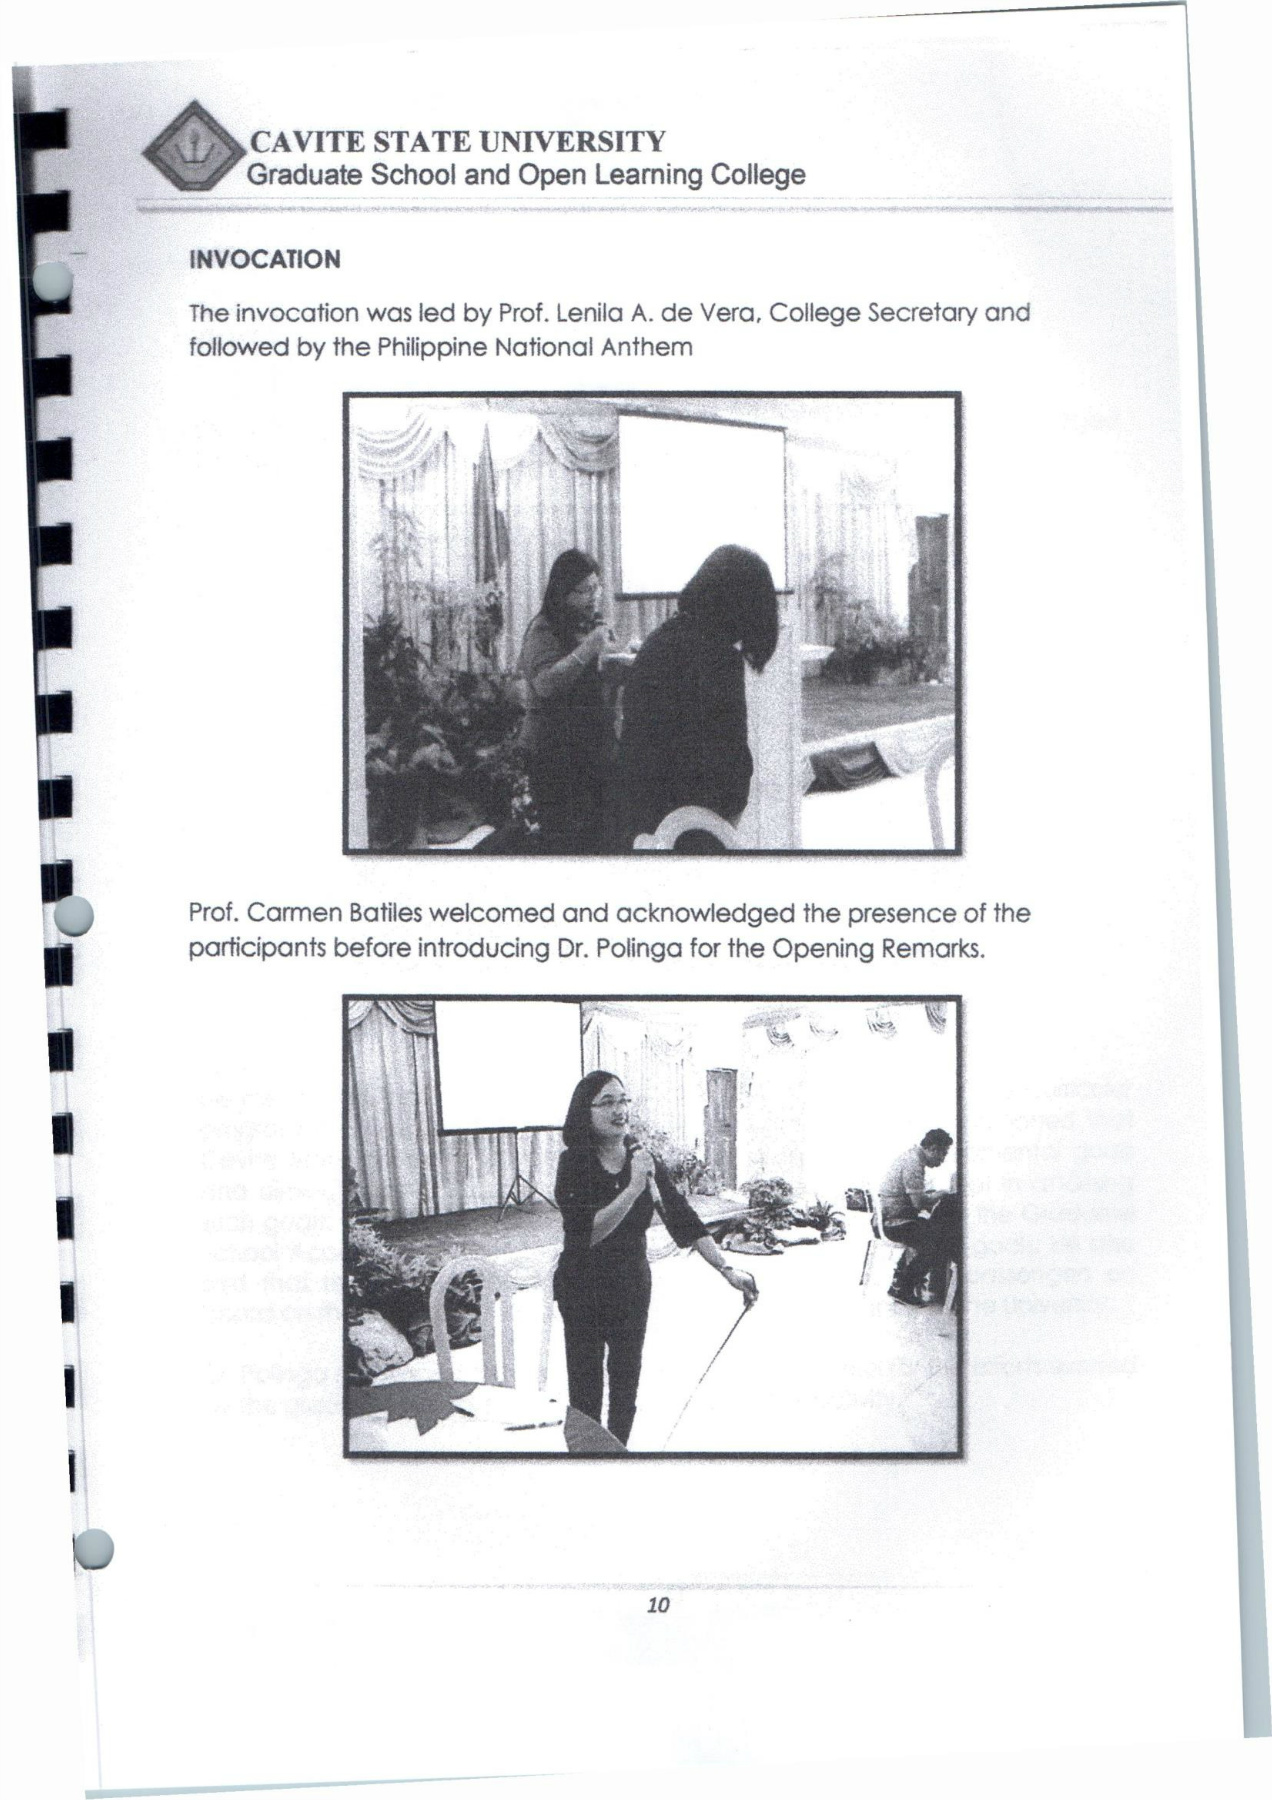 CAVITE STATE UNIVERSITY
Graduate School and Open Learning College
INVOCATION
The invocation was led by Prof. Lenila A. de Vera, College Secretary and
followed by the Philippine National Anthem
Prof. Carmen Batiles welcomed and acknowledged the presence of the
participants before introducing Dr. Polinga for the Opening Remarks.
10